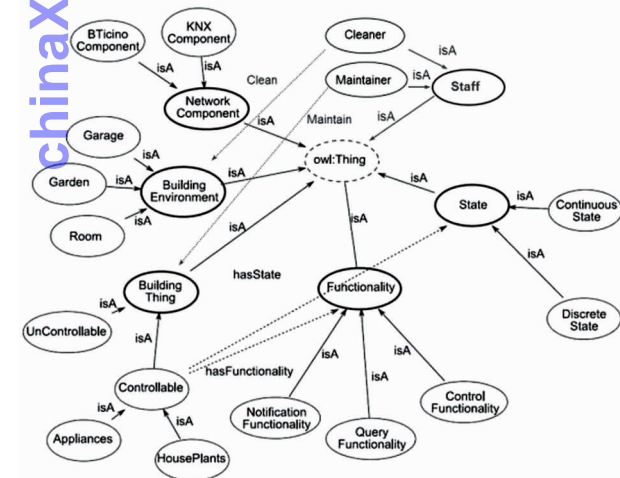 chinaX
BTicino
Component
KNX
Component
isA
isA
Network
Component
isA
Clean
Cleaner
isA
Maintainer
isA
Staff
isA
Maintain
owl:Thing
Garage
isA
Garden
isA
Room
isA
Building
Environment
isA
isA
isA
State
isA
Continuous
State
isA
Discrete
State
isA
hasState
Building
Thing
Functionality
isA
UnControllable
isA
Controllable
hasFunctionality
isA
Appliances
isA
HousePlants
isA
Notification
Functionality
isA
Query
Functionality
isA
Control
Functionality